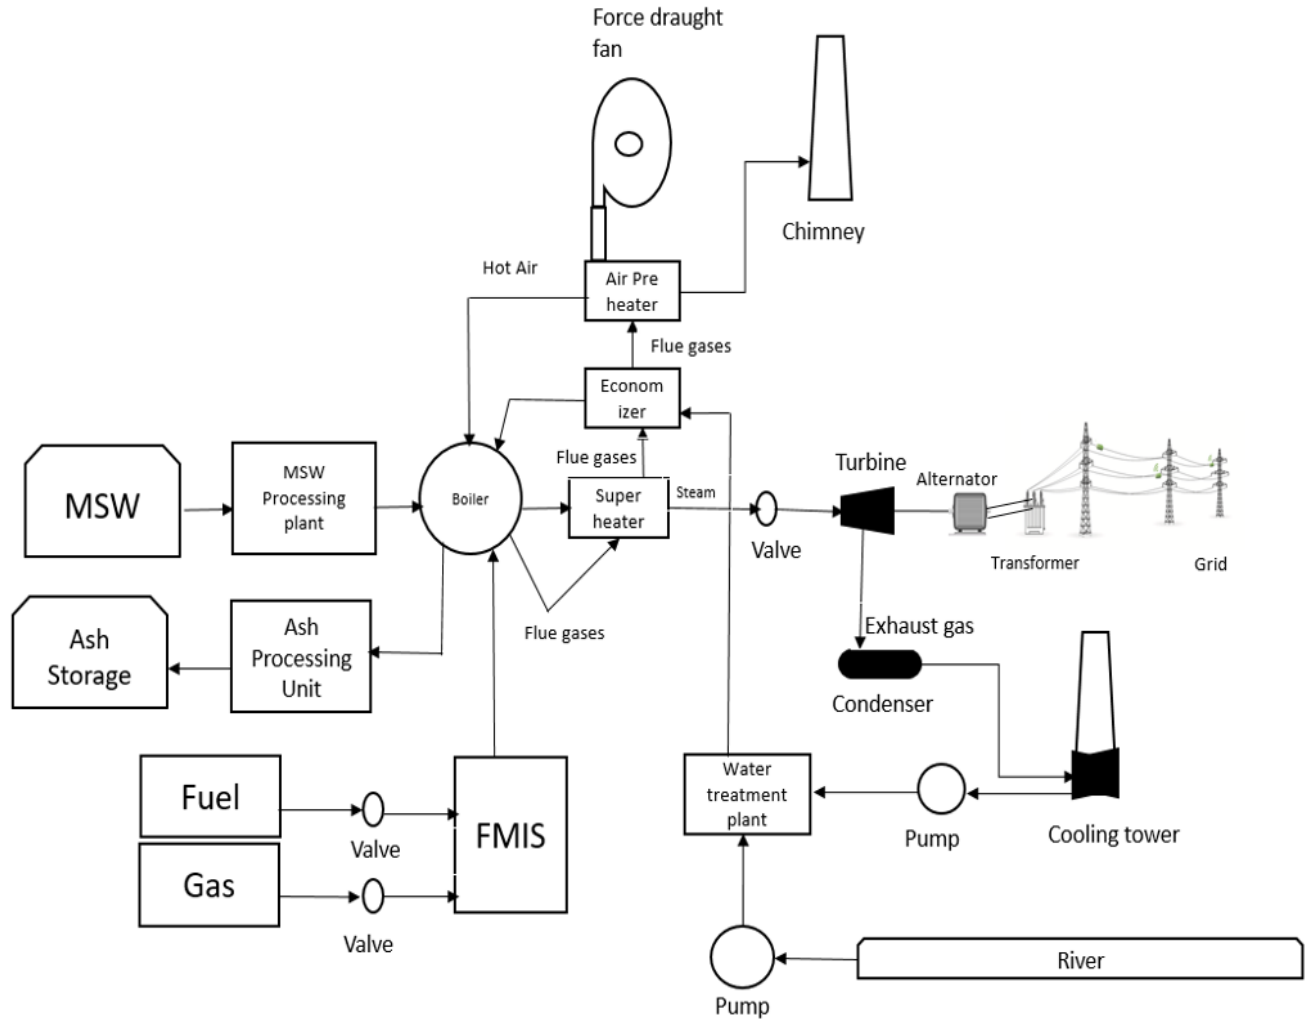 Force draught
fan
Chimney
Hot Air
Air Pre
heater
Flue gases
Econom
izer
Flue gases
MSW
MSW
Processing
plant
Boiler
Super
heater
Steam
Valve
Turbine
Alternator
Transformer
Grid
Flue gases
Ash
Storage
Ash
Processing
Unit
Exhaust gas
Condenser
Fuel
Valve
Gas
Valve
FMIS
Water
treatment
plant
Pump
Cooling tower
Pump
River